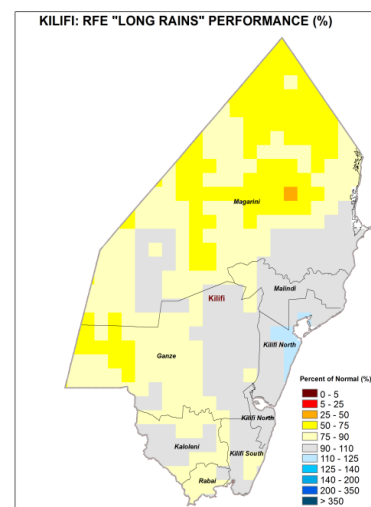 KILIFI: RFE "LONG RAINS" PERFORMANCE (%)
Magarini
Malindi
Kilifi
Kilifi North
Ganze
Percent of Normal (%)
0 - 5
5 - 25
25 - 50
50 - 75
75 - 90
90 - 110
110 - 125
125 - 140
140 - 200
200 - 350
> 350
Kilifi North
Kaloleni
Kilifi South
Rabai